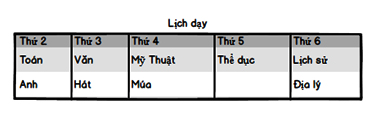 Lịch dạy
Thứ 2 Thứ 3 Thứ 4 Thứ 5 Thứ 6
Toán Văn Mỹ Thuật Thể dục Lịch sử
Anh Hát Múa Địa lý